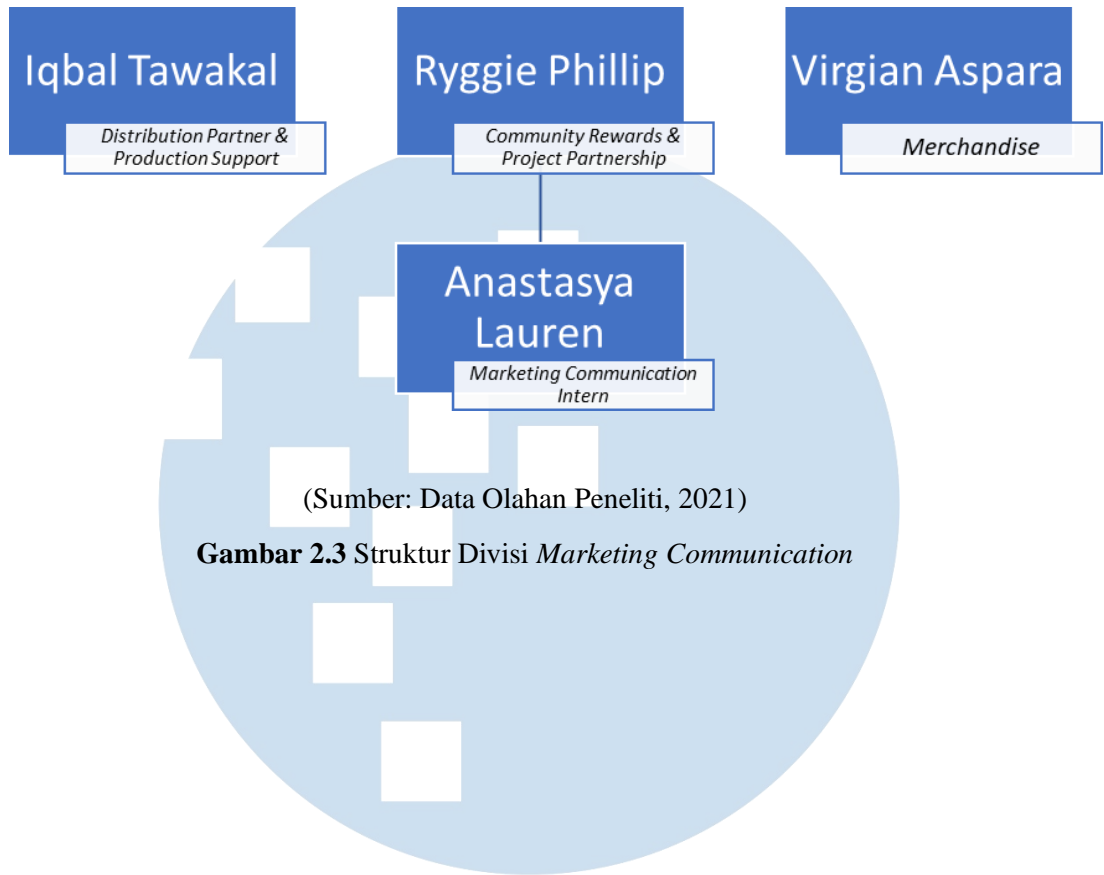 Iqbal Tawakal
Distribution Partner &
Production Support
Ryggie Phillip
Community Rewards &
Project Partnership
Virgian Aspara
Merchandise
Anastasya
Lauren
Marketing Communication
Intern
(Sumber: Data Olahan Peneliti, 2021)
Gambar 2.3 Struktur Divisi Marketing Communication